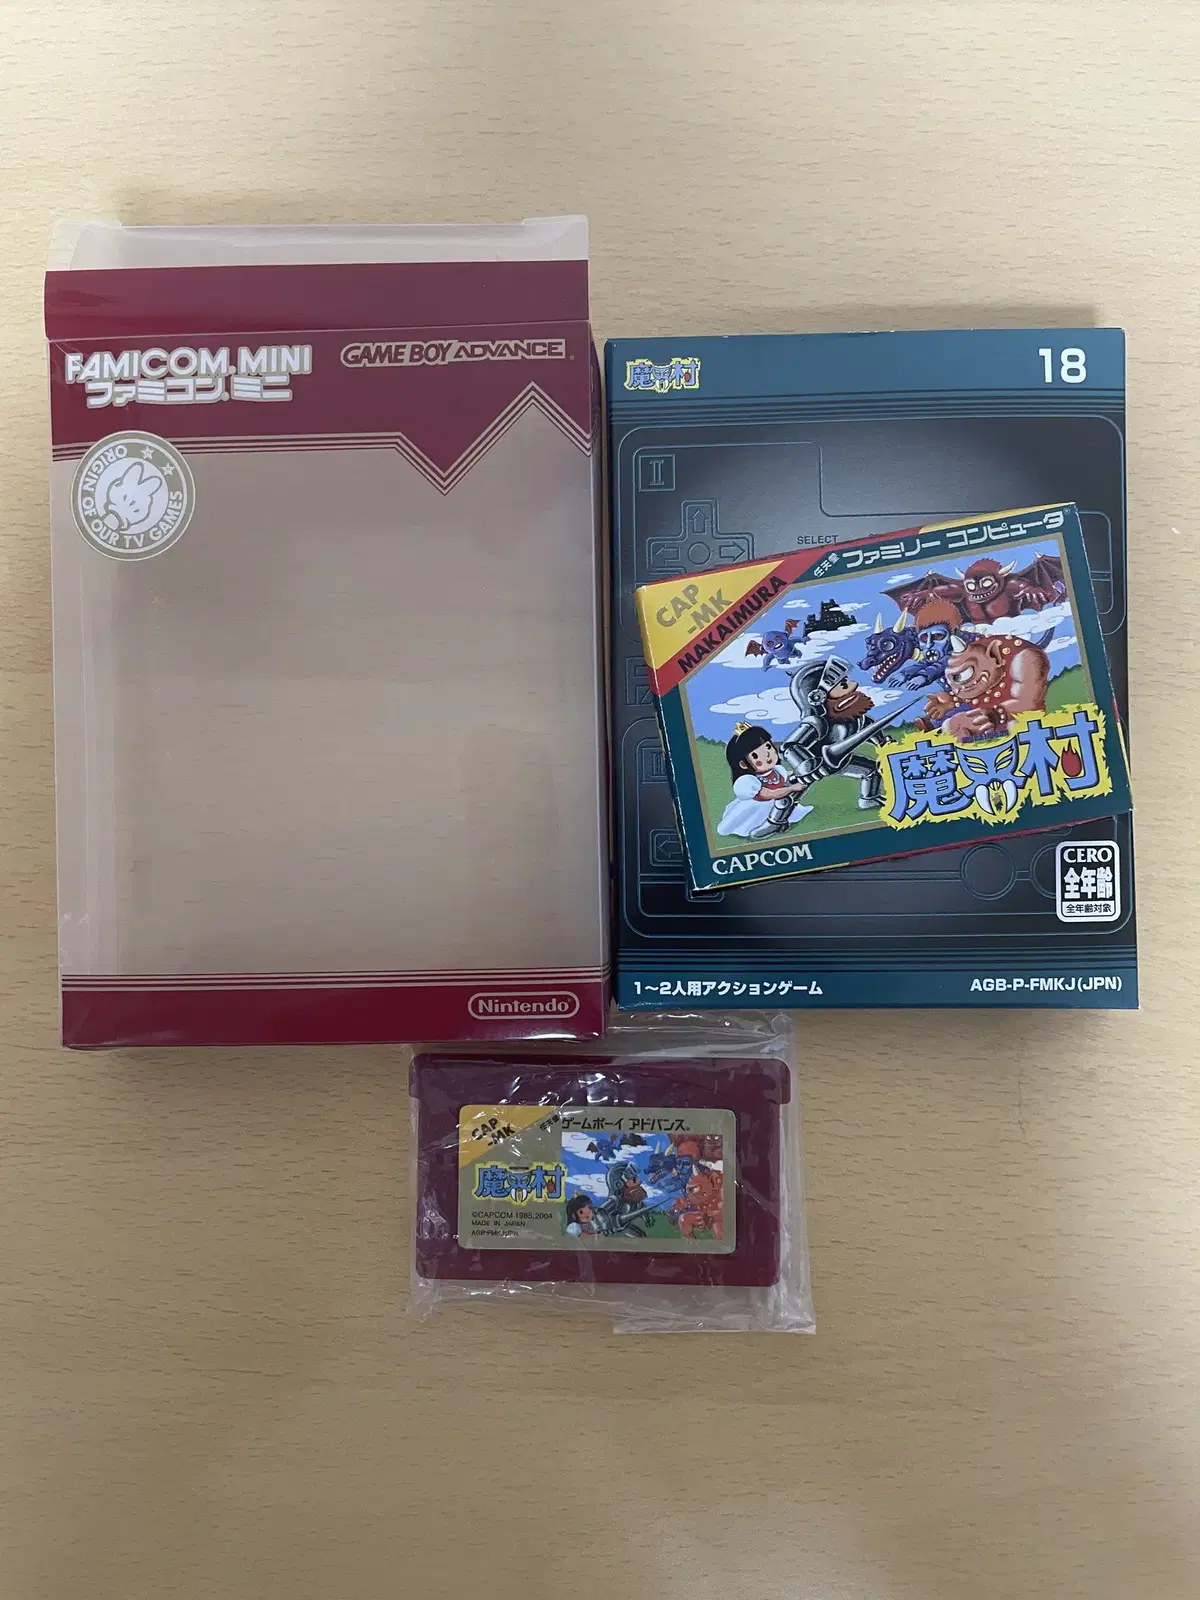 FAMICOM MINI
ファミコン ミニ
GAME BOY ADVANCE
ORIGIN OF OUR TV GAMES
Nintendo
魔界村
18
II
SELECT
CAP
-MK
MAKAIMURA
任天堂 ファミリー コンピュータ
魔界村
CAPCOM
CERO
全年齢
全年齢対象
1～2人用アクションゲーム
AGB-P-FMKJ(JPN)
CAP
-MK
任天堂 ゲームボーイ アドバンス
魔界村
©CAPCOM 1985,2004
MADE IN JAPAN